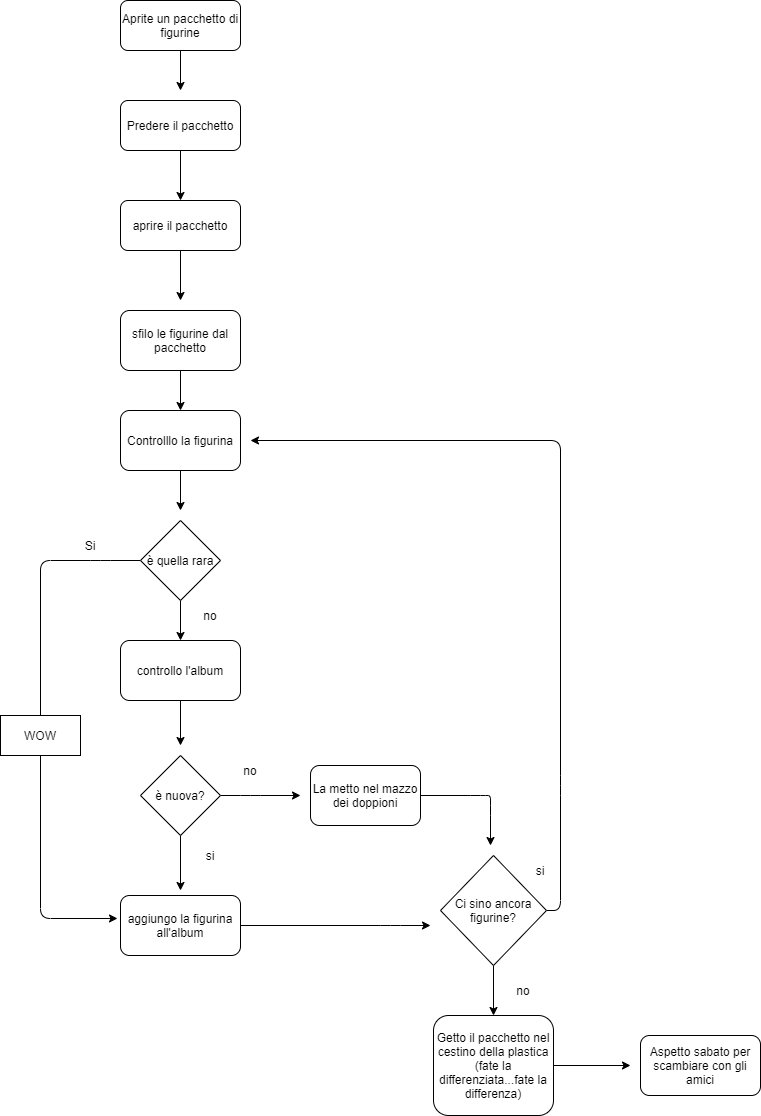 Aprite un pacchetto di
figurine
Predere il pacchetto
aprire il pacchetto
sfilo le figurine dal
pacchetto
Controlllo la figurina
Si
è quella rara
no
controllo l'album
WOW
è nuova?
no
La metto nel mazzo
dei doppioni
si
si
aggiungo la figurina
all'album
Ci sino ancora
figurine?
no
Getto il pacchetto nel
cestino della plastica
(fate la
differenziata...fate la
differenza)
Aspetto sabato per
scambiare con gli
amici